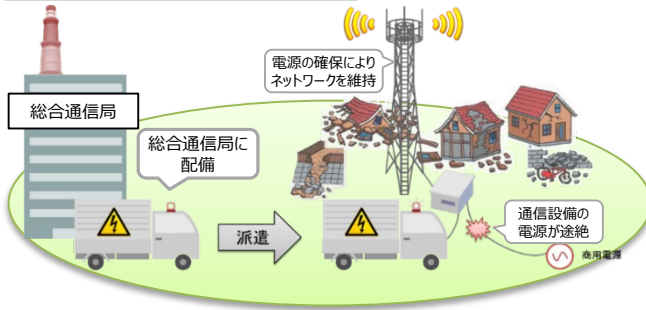 電源の確保により
ネットワークを維持
総合通信局
総合通信局に
配備
派遣
通信設備の
電源が途絶
商用電源